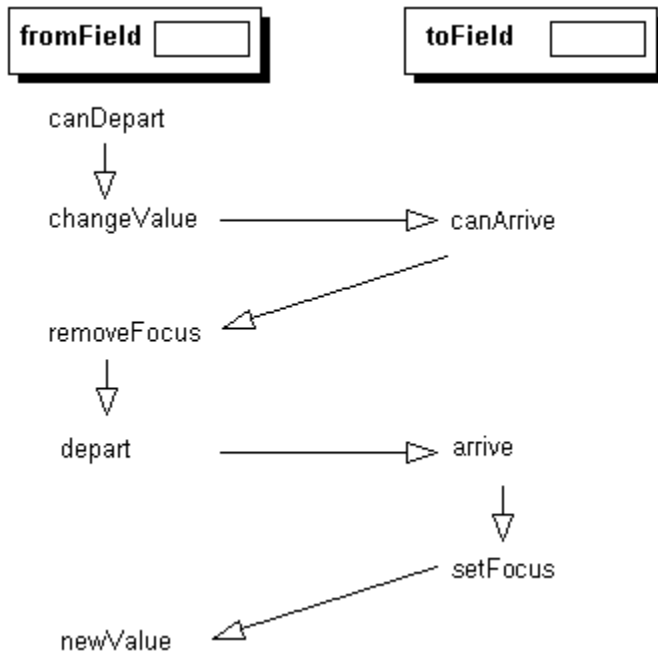 fromField toField
canDepart
changeValue canArrive
removeFocus
depart arrive
setFocus
newValue